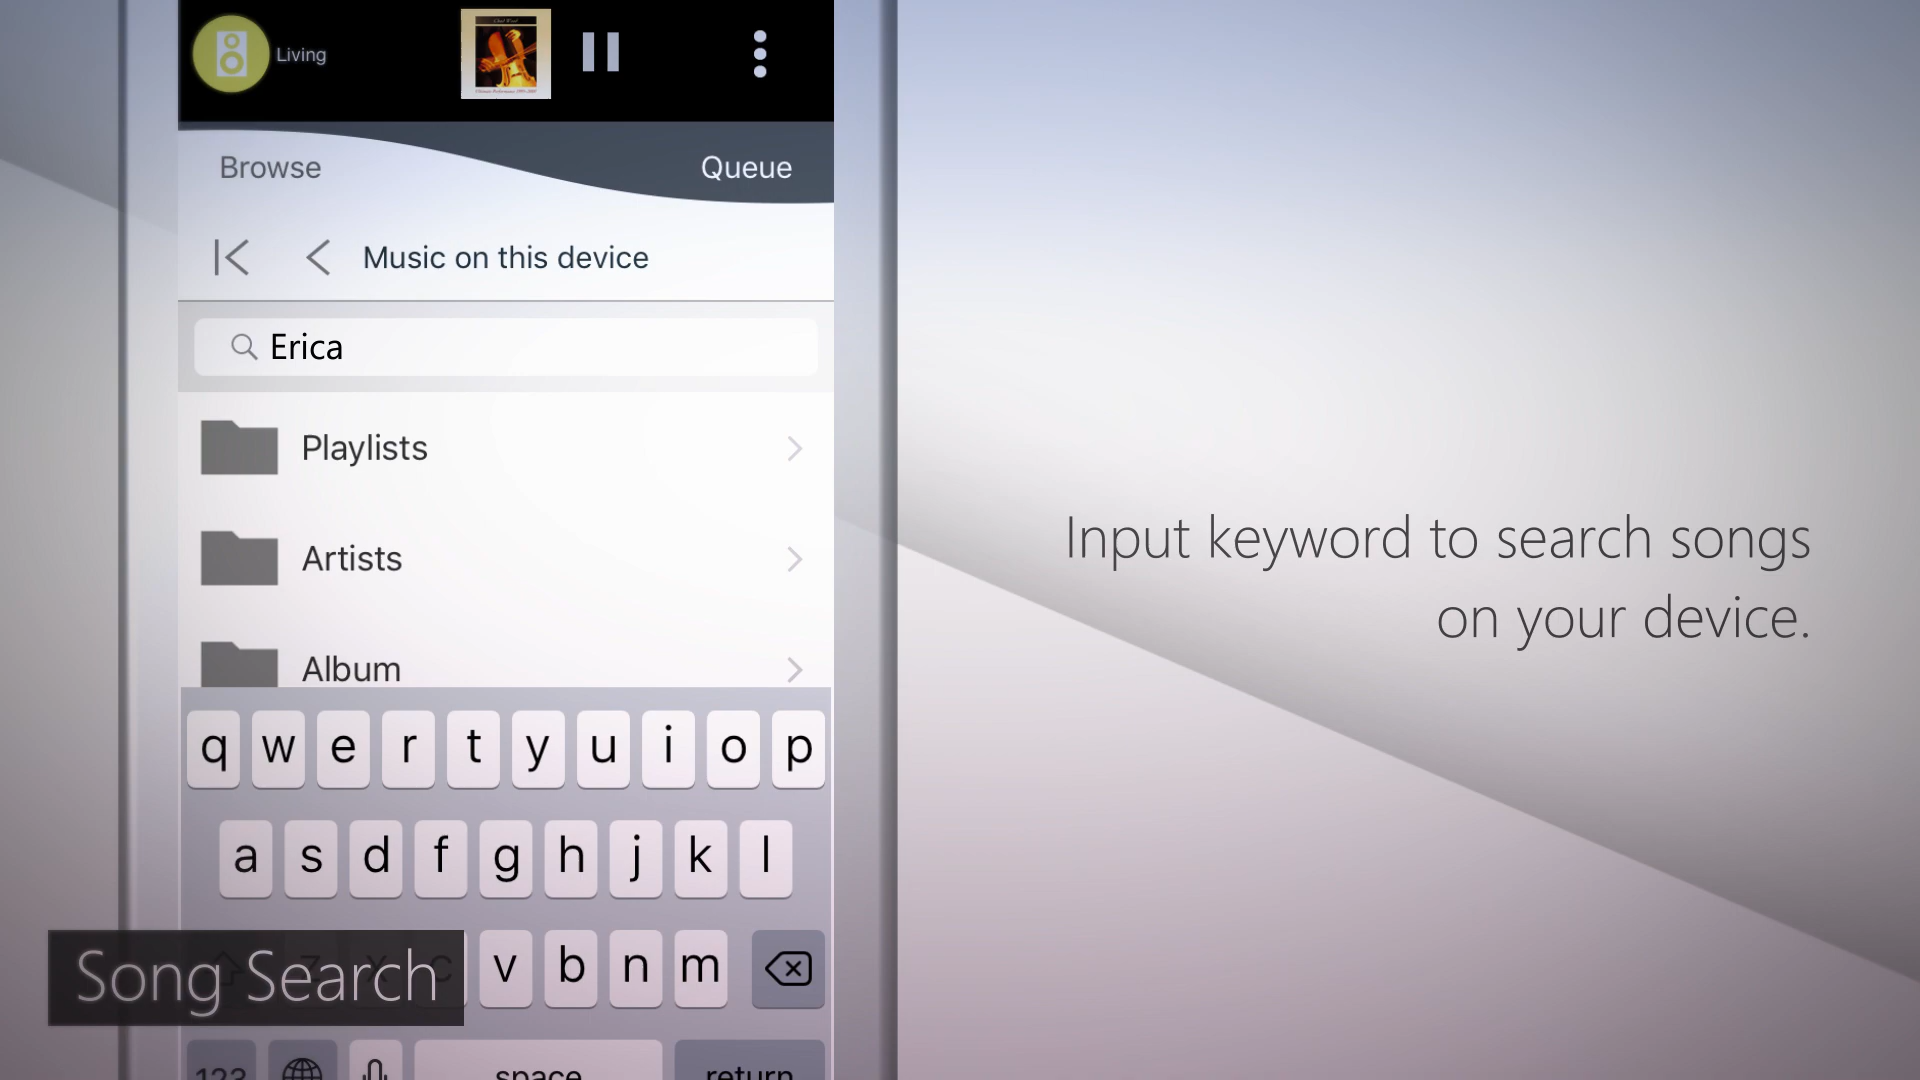 Living
Browse
Queue
Music on this device
Erica
Playlists
Artists
Album
Input keyword to search songs
on your device.
q w e r t y u i o p
a s d f g h j k l
z x c v b n m
Song Search
123
space
return